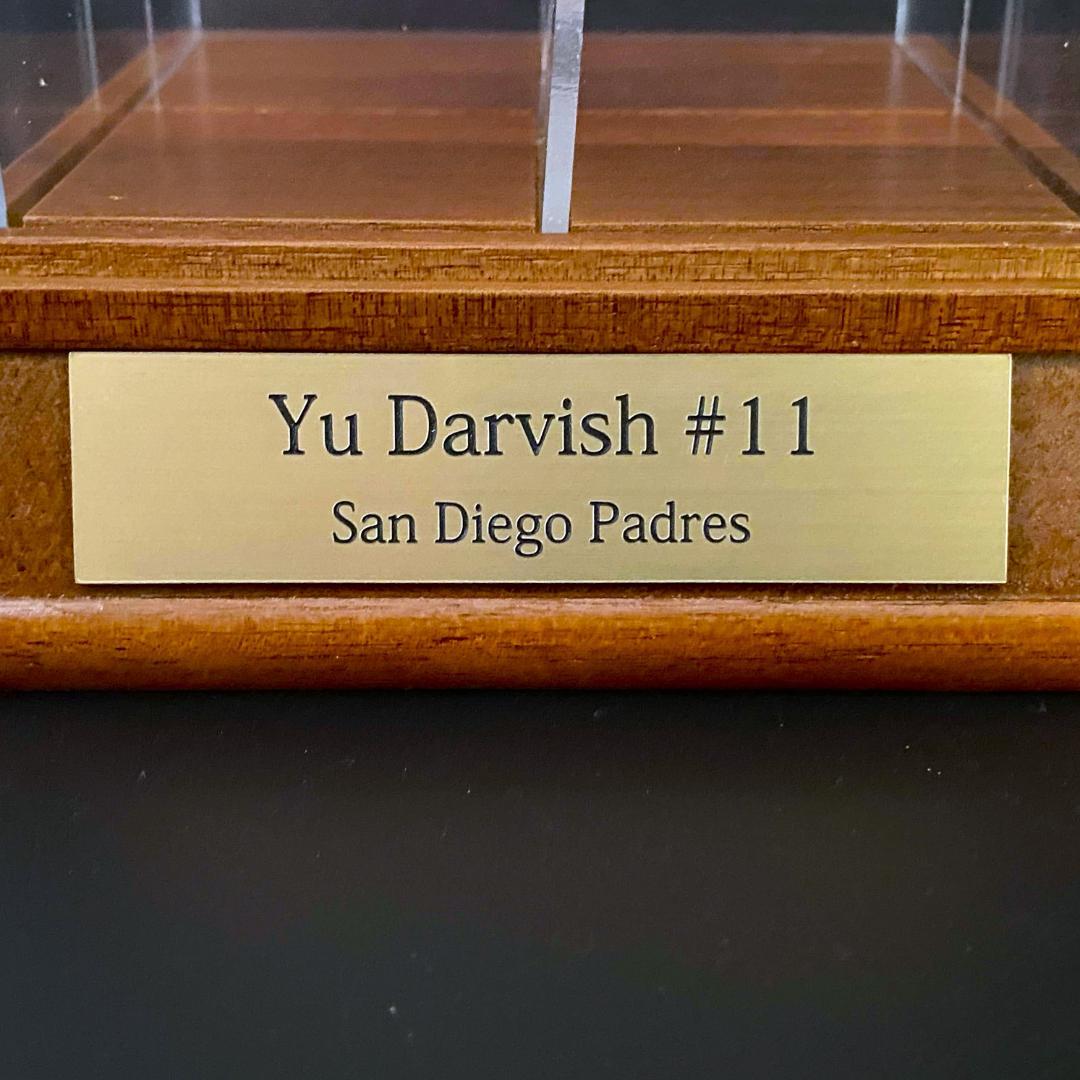 Yu Darvish #11
San Diego Padres